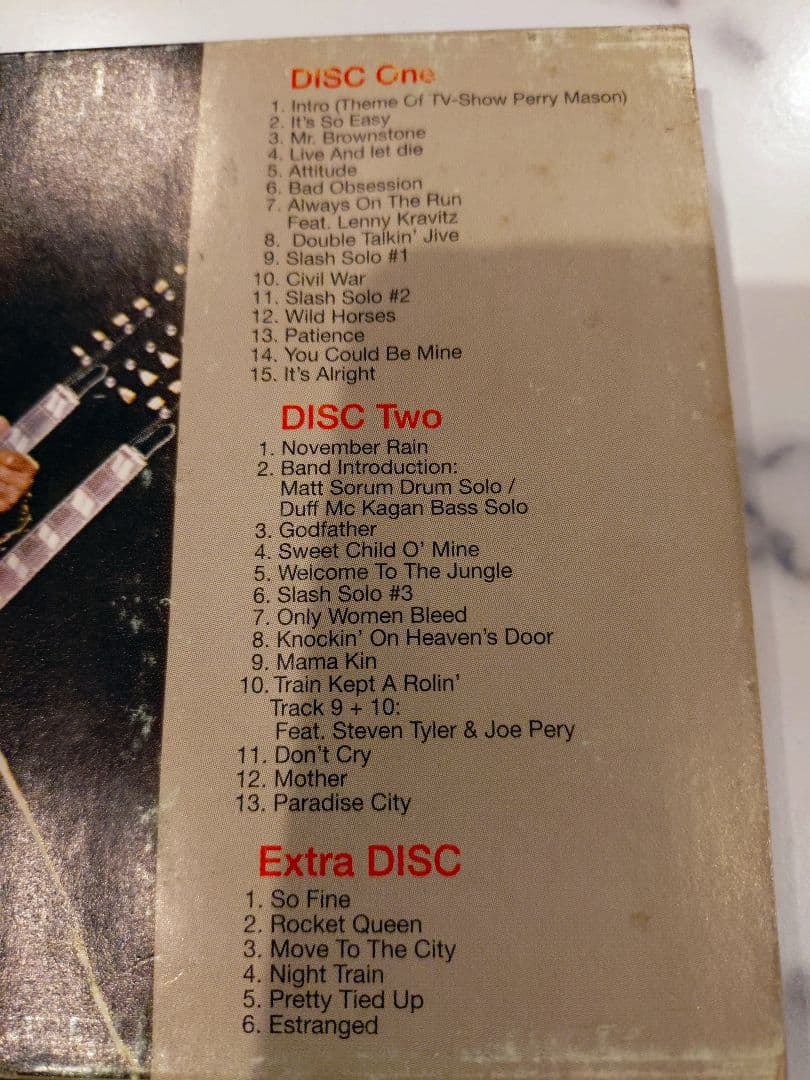 DISC One
1. Intro (Theme Of TV-Show Perry Mason)
2. It's So Easy
3. Mr. Brownstone
4. Live And let die
5. Attitude
6. Bad Obsession
7. Always On The Run
Feat. Lenny Kravitz
8. Double Talkin' Jive
9. Slash Solo #1
10. Civil War
11. Slash Solo #2
12. Wild Horses
13. Patience
14. You Could Be Mine
15. It's Alright
DISC Two
1. November Rain
2. Band Introduction:
Matt Sorum Drum Solo /
Duff Mc Kagan Bass Solo
3. Godfather
4. Sweet Child O' Mine
5. Welcome To The Jungle
6. Slash Solo #3
7. Only Women Bleed
8. Knockin' On Heaven's Door
9. Mama Kin
10. Train Kept A Rolin'
Track 9 + 10:
Feat. Steven Tyler & Joe Pery
11. Don't Cry
12. Mother
13. Paradise City
Extra DISC
1. So Fine
2. Rocket Queen
3. Move To The City
4. Night Train
5. Pretty Tied Up
6. Estranged